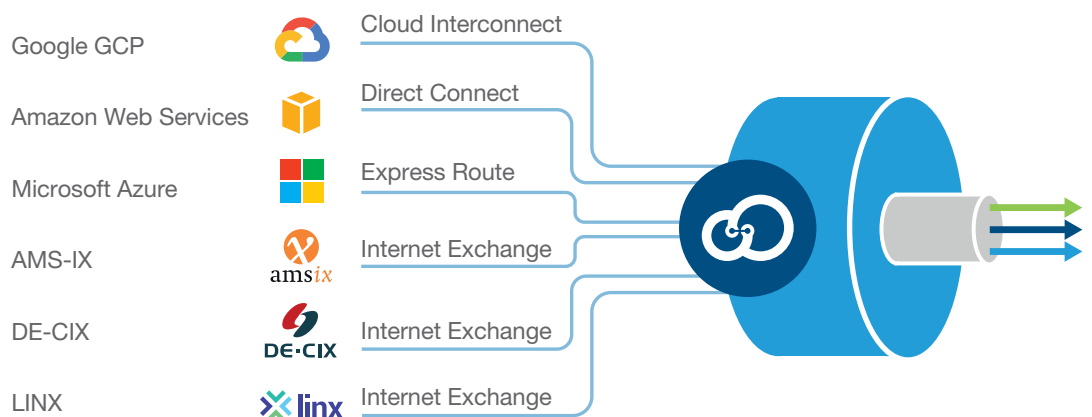 Google GCP
Cloud Interconnect
Amazon Web Services
Direct Connect
Microsoft Azure
Express Route
AMS-IX
amsix
Internet Exchange
DE-CIX
DE-CIX
Internet Exchange
LINX
linx
Internet Exchange